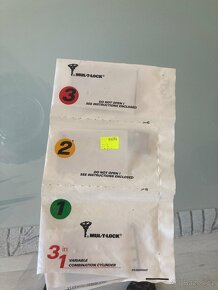 3
MUL-T-LOCK
DO NOT OPEN !
SEE INSTRUCTIONS ENCLOSED
2
DO NOT OPEN !
SEE INSTRUCTIONS ENCLOSED
1
MUL-T-LOCK
3 in 1
VARIABLE
COMBINATION CYLINDER